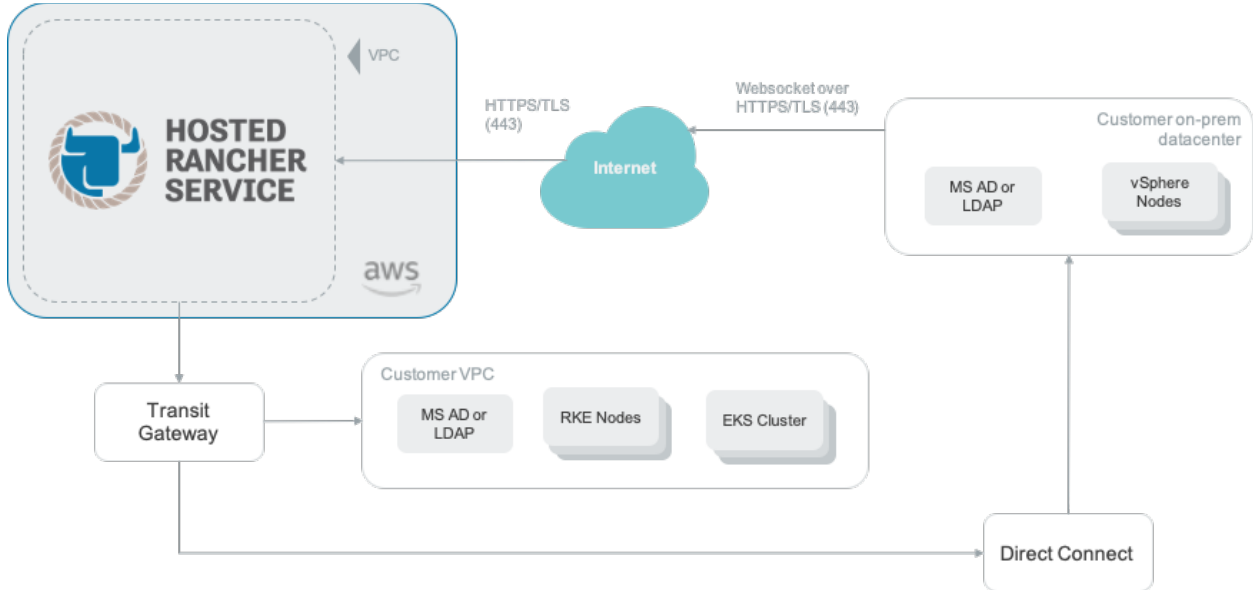 VPC
HOSTED
RANCHER
SERVICE
aws
HTTPS/TLS
(443)
Internet
Websocket over
HTTPS/TLS (443)
Customer on-prem
datacenter
MS AD or
LDAP
vSphere
Nodes
Transit
Gateway
Customer VPC
MS AD or
LDAP
RKE Nodes
EKS Cluster
Direct Connect